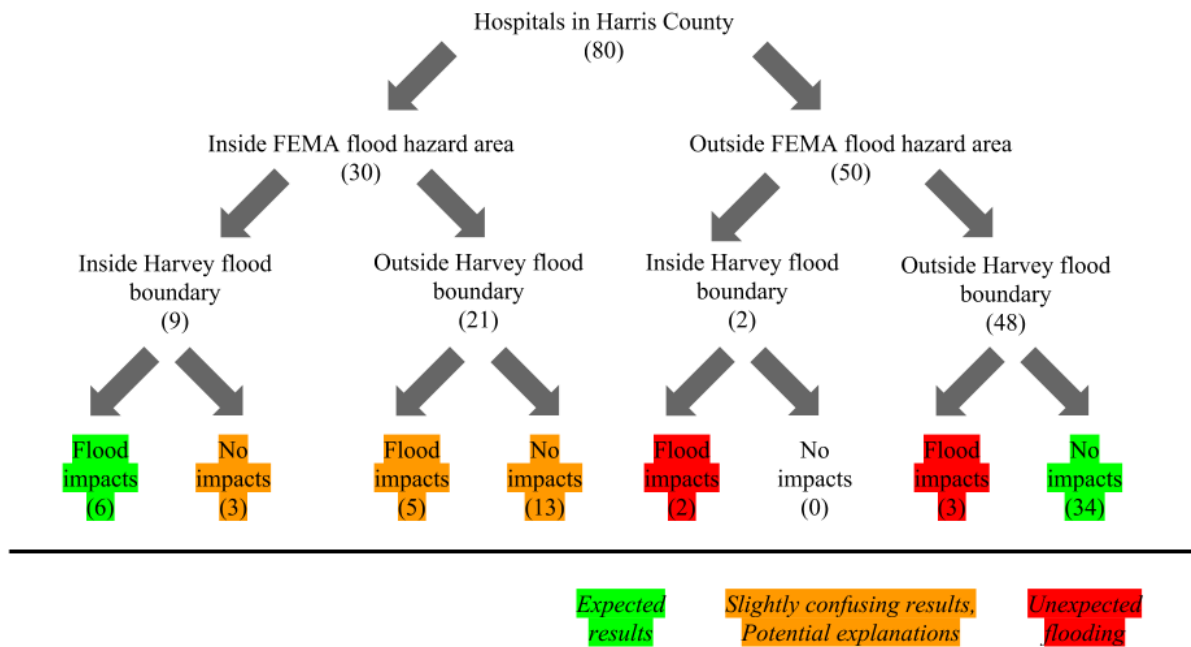 Hospitals in Harris County
(80)
Inside FEMA flood hazard area
(30)
Outside FEMA flood hazard area
(50)
Inside Harvey flood
boundary
(9)
Outside Harvey flood
boundary
(21)
Inside Harvey flood
boundary
(2)
Outside Harvey flood
boundary
(48)
Flood
impacts
(6)
No
impacts
(3)
Flood
impacts
(5)
No
impacts
(13)
Flood
impacts
(2)
No
impacts
(0)
Flood
impacts
(3)
No
impacts
(34)
Expected
results
Slightly confusing results,
Potential explanations
Unexpected
flooding